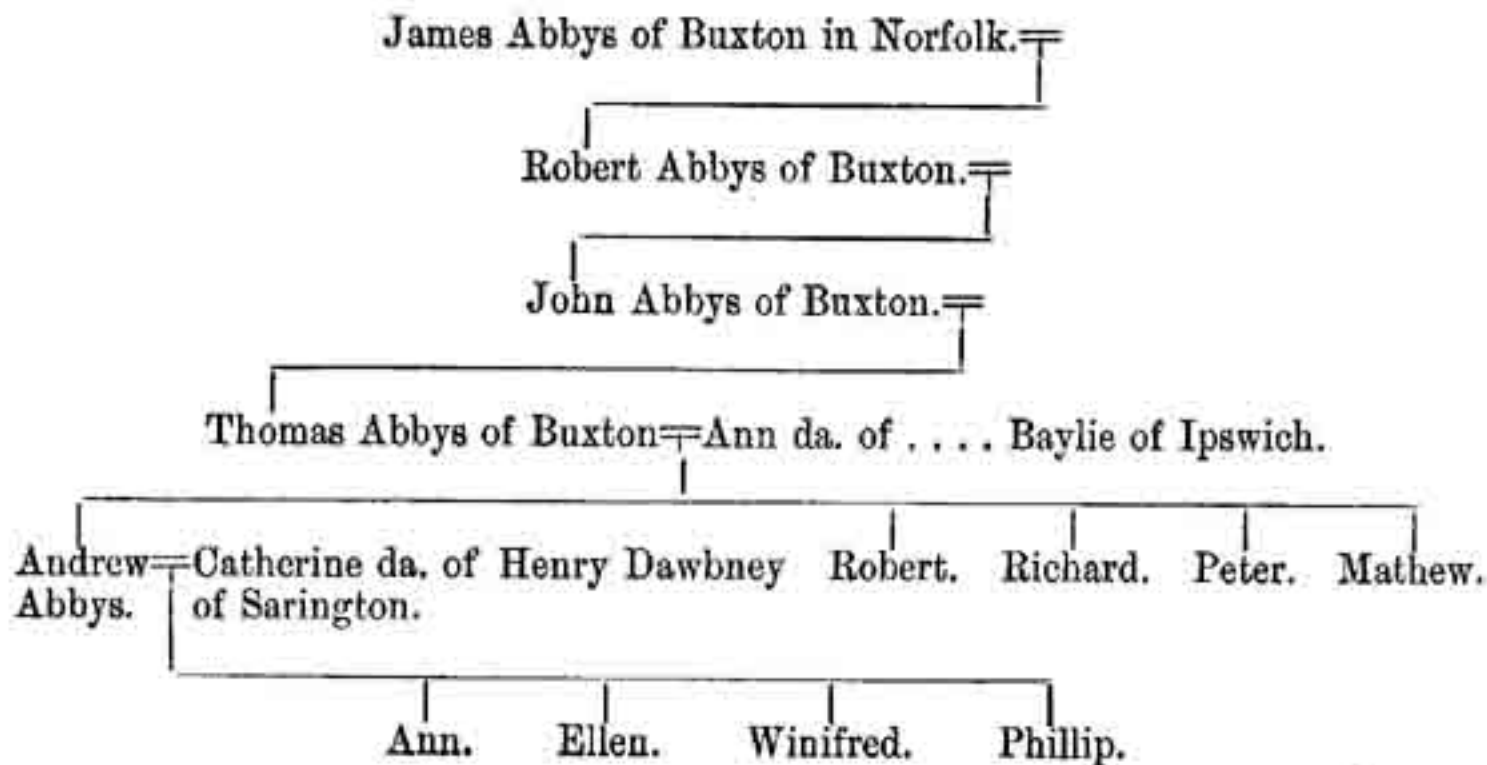 James Abbys of Buxton in Norfolk.
Robert Abbys of Buxton.
John Abbys of Buxton.
Thomas Abbys of Buxton Ann da. of . . . . Baylie of Ipswich.
Andrew Catherine da. of Henry Dawbney Robert. Richard. Peter. Mathew.
Abbys. of Sarington.
Ann. Ellen. Winifred. Phillip.